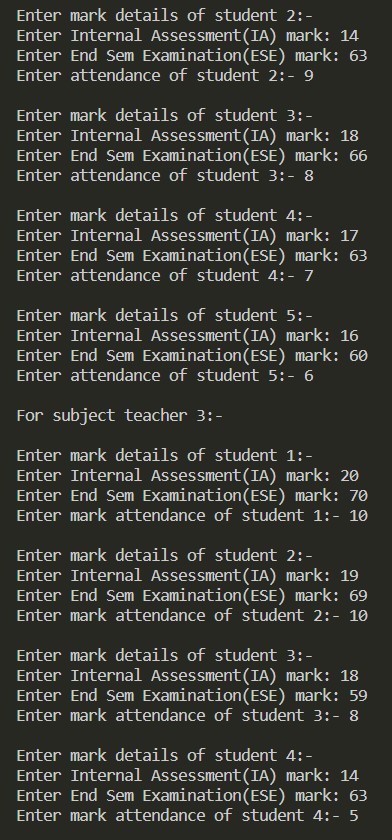 Enter mark details of student 2:-
Enter Internal Assessment(IA) mark: 14
Enter End Sem Examination(ESE) mark: 63
Enter attendance of student 2:- 9
Enter mark details of student 3:-
Enter Internal Assessment(IA) mark: 18
Enter End Sem Examination(ESE) mark: 66
Enter attendance of student 3:- 8
Enter mark details of student 4:-
Enter Internal Assessment(IA) mark: 17
Enter End Sem Examination(ESE) mark: 63
Enter attendance of student 4:- 7
Enter mark details of student 5:-
Enter Internal Assessment(IA) mark: 16
Enter End Sem Examination(ESE) mark: 60
Enter attendance of student 5:- 6
For subject teacher 3:-
Enter mark details of student 1:-
Enter Internal Assessment(IA) mark: 20
Enter End Sem Examination(ESE) mark: 70
Enter mark attendance of student 1:- 10
Enter mark details of student 2:-
Enter Internal Assessment(IA) mark: 19
Enter End Sem Examination(ESE) mark: 69
Enter mark attendance of student 2:- 10
Enter mark details of student 3:-
Enter Internal Assessment(IA) mark: 18
Enter End Sem Examination(ESE) mark: 59
Enter mark attendance of student 3:- 8
Enter mark details of student 4:-
Enter Internal Assessment(IA) mark: 14
Enter End Sem Examination(ESE) mark: 63
Enter mark attendance of student 4:- 5